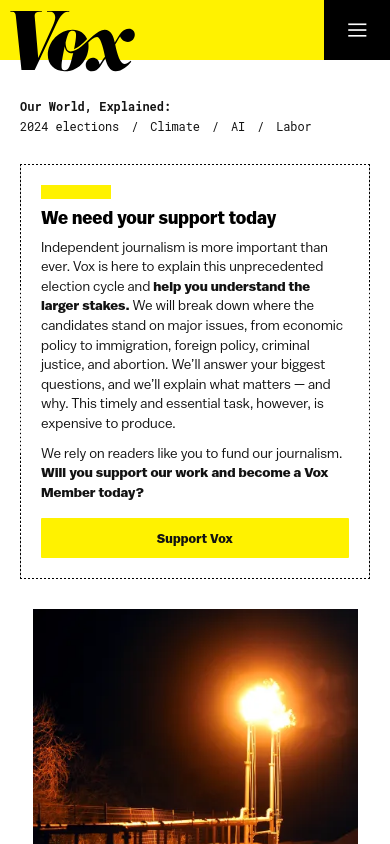 Vox
Our World, Explained:
2024 elections / Climate / AI / Labor
We need your support today
Independent journalism is more important than
ever. Vox is here to explain this unprecedented
election cycle and help you understand the
larger stakes. We will break down where the
candidates stand on major issues, from economic
policy to immigration, foreign policy, criminal
justice, and abortion. We’ll answer your biggest
questions, and we’ll explain what matters — and
why. This timely and essential task, however, is
expensive to produce.
We rely on readers like you to fund our journalism.
Will you support our work and become a Vox
Member today?
Support Vox